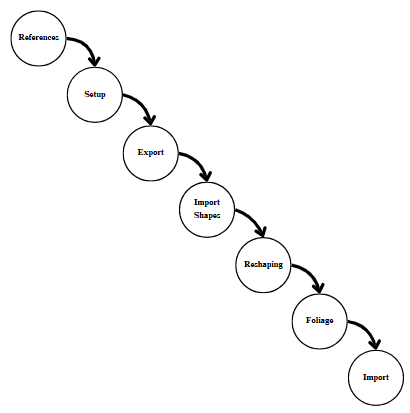 References
Setup
Export
Import
Shapes
Reshaping
Foliage
Import